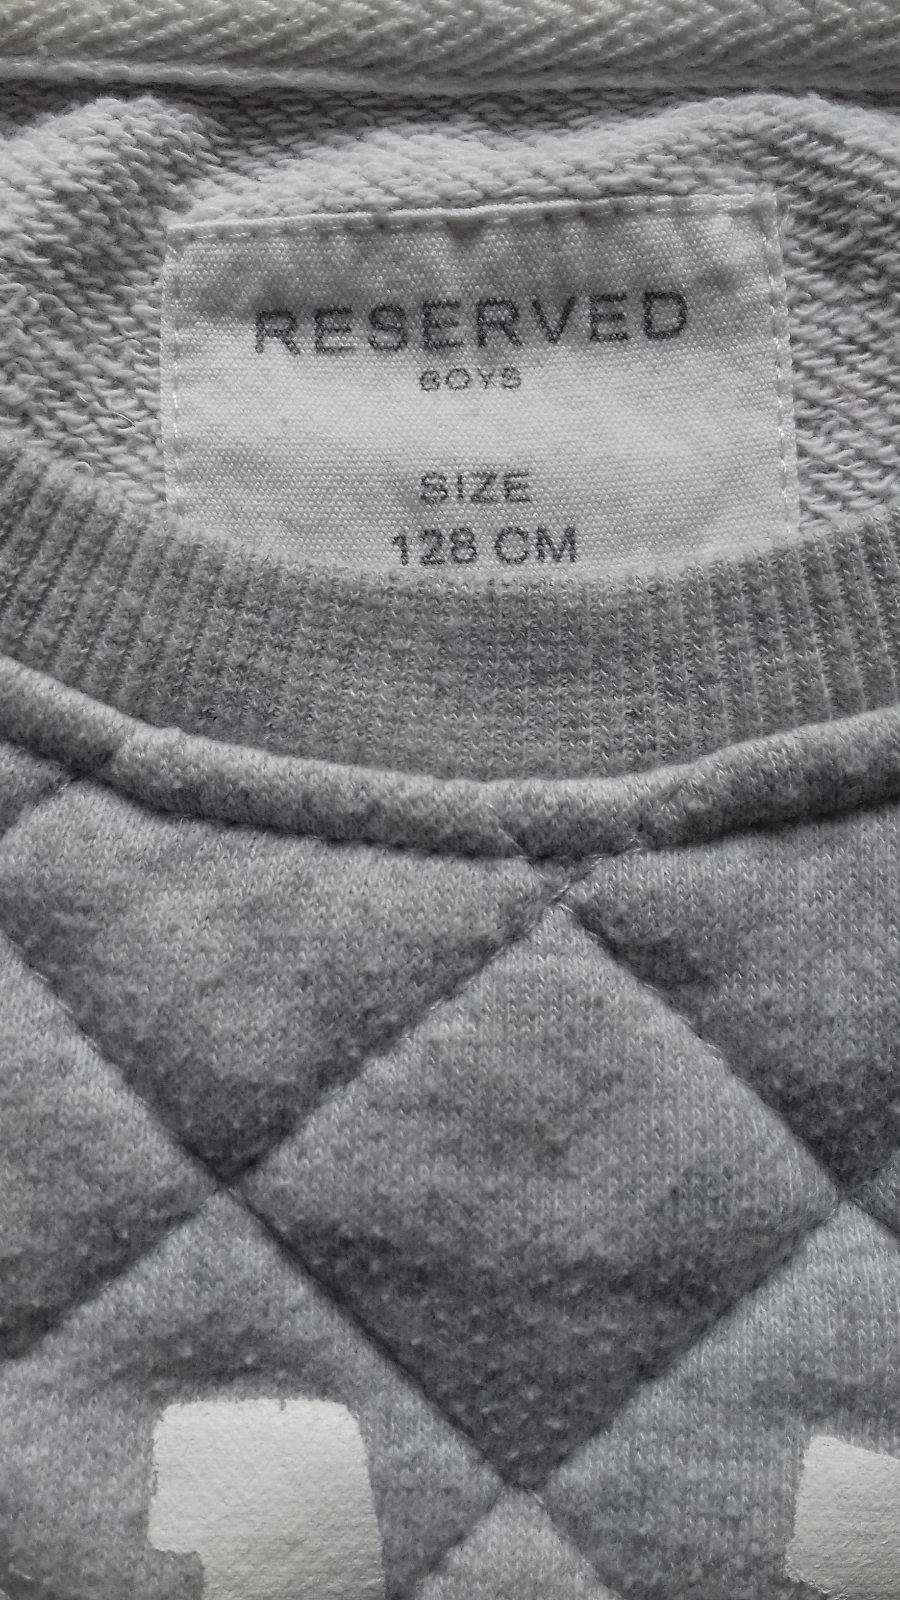 RESERVED
BOYS
SIZE
128 CM